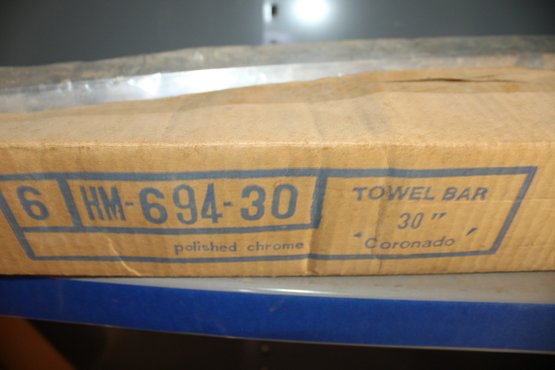 6 HM-694-30
polished chrome
TOWEL BAR
30"
"Coronado"